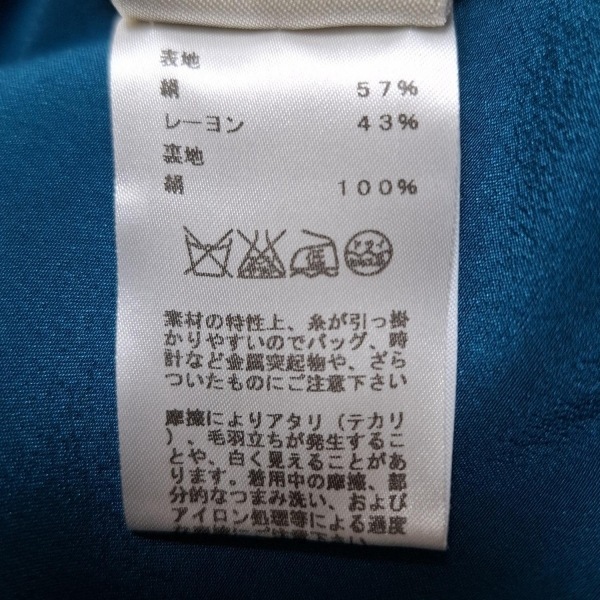 表地
絹 57%
レーヨン 43%
裏地
絹 100%
低
ドライ
素材の特性上、糸が引っ掛
かりやすいのでバッグ、時
計など金属突起物や、ざら
ついたものにご注意下さい
摩擦によりアタリ(テカリ
)、毛羽立ちが発生するこ
とや、白く見えることがあ
ります。着用中の摩擦、部
分的なつまみ洗い、および
アイロン処理等による過度